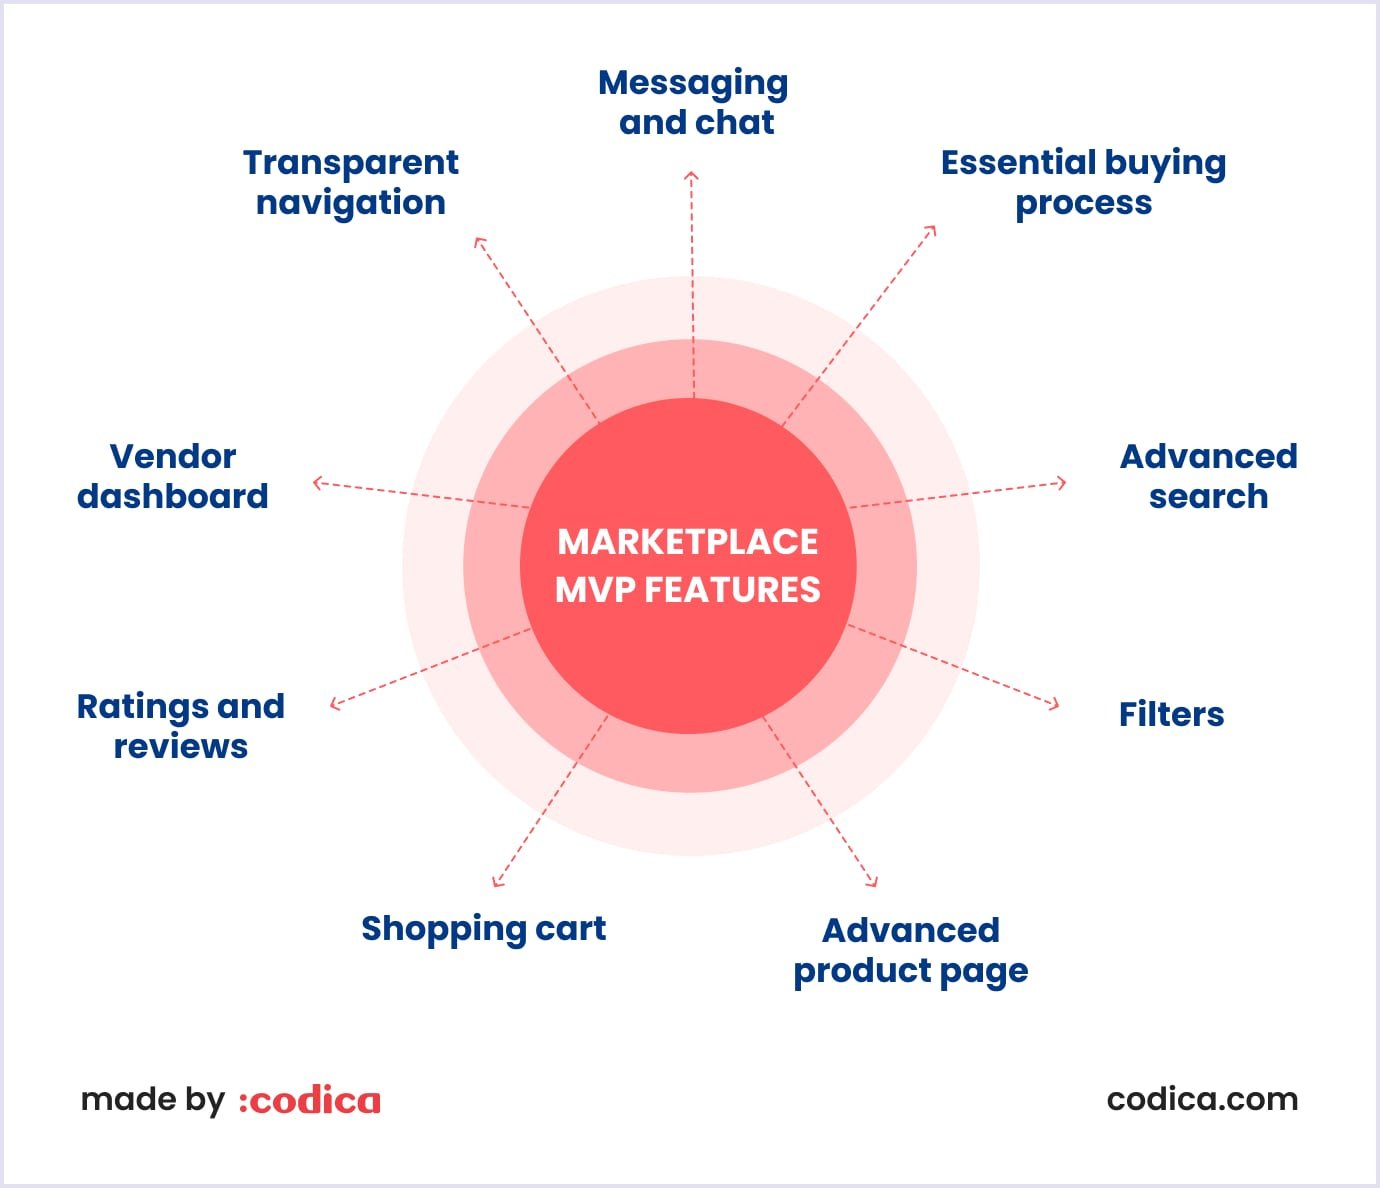 Messaging
and chat
Transparent
navigation
Essential buying
process
Vendor
dashboard
Advanced
search
MARKETPLACE
MVP FEATURES
Ratings and
reviews
Filters
Shopping cart
Advanced
product page
made by :codica
codica.com